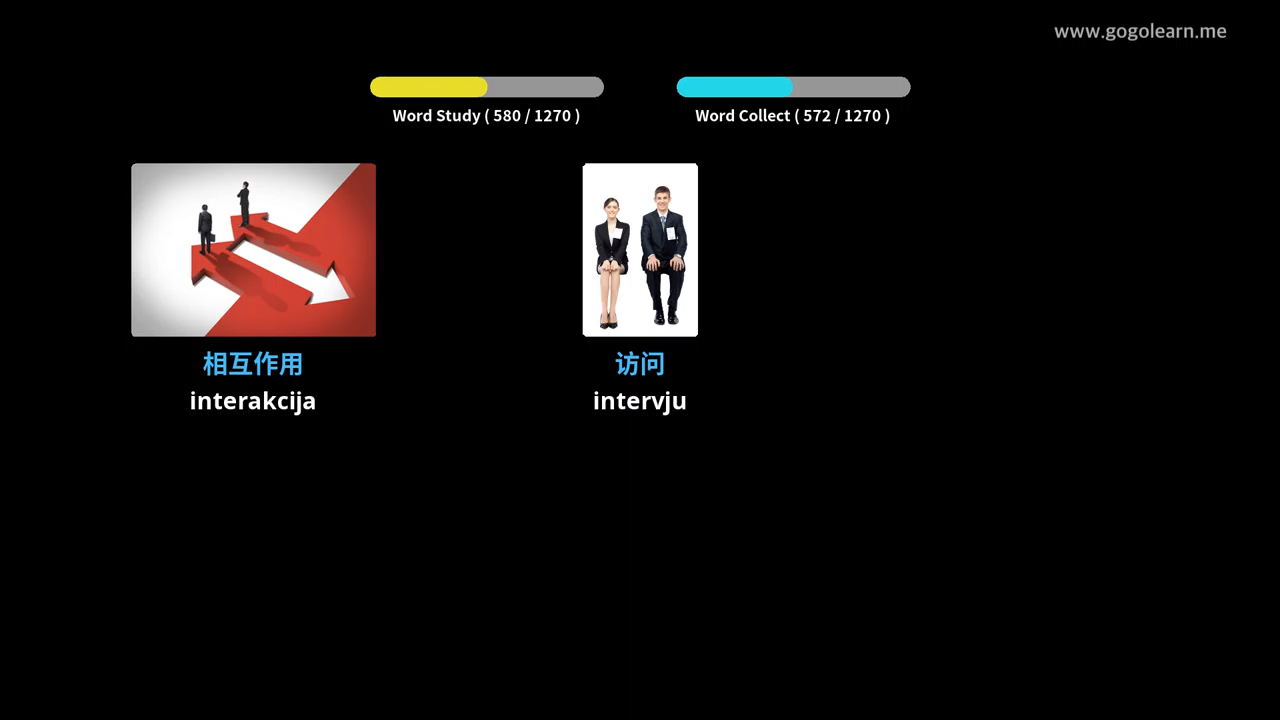 www.gogolearn.me
Word Study ( 580 / 1270 )
Word Collect ( 572 / 1270 )
相互作用
interakcija
访问
intervju